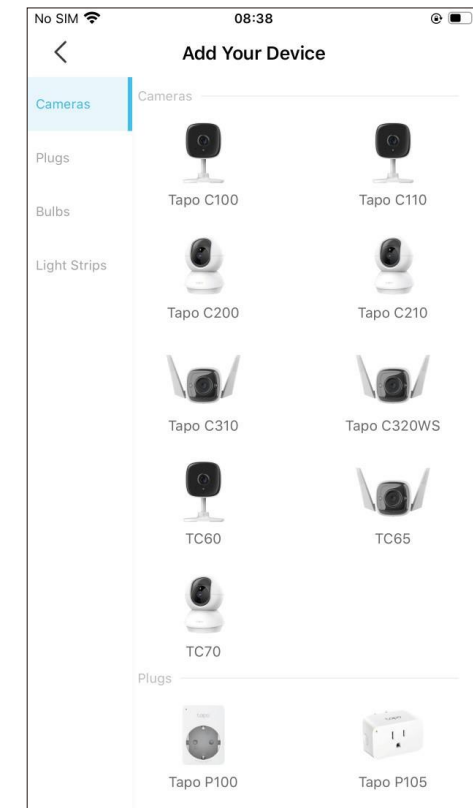 No SIM 08:38
Add Your Device
Cameras
Plugs
Bulbs
Light Strips
Cameras
Tapo C100 Tapo C110
Tapo C200 Tapo C210
Tapo C310 Tapo C320WS
TC60 TC65
TC70
Plugs
tapo
Tapo P100 Tapo P105